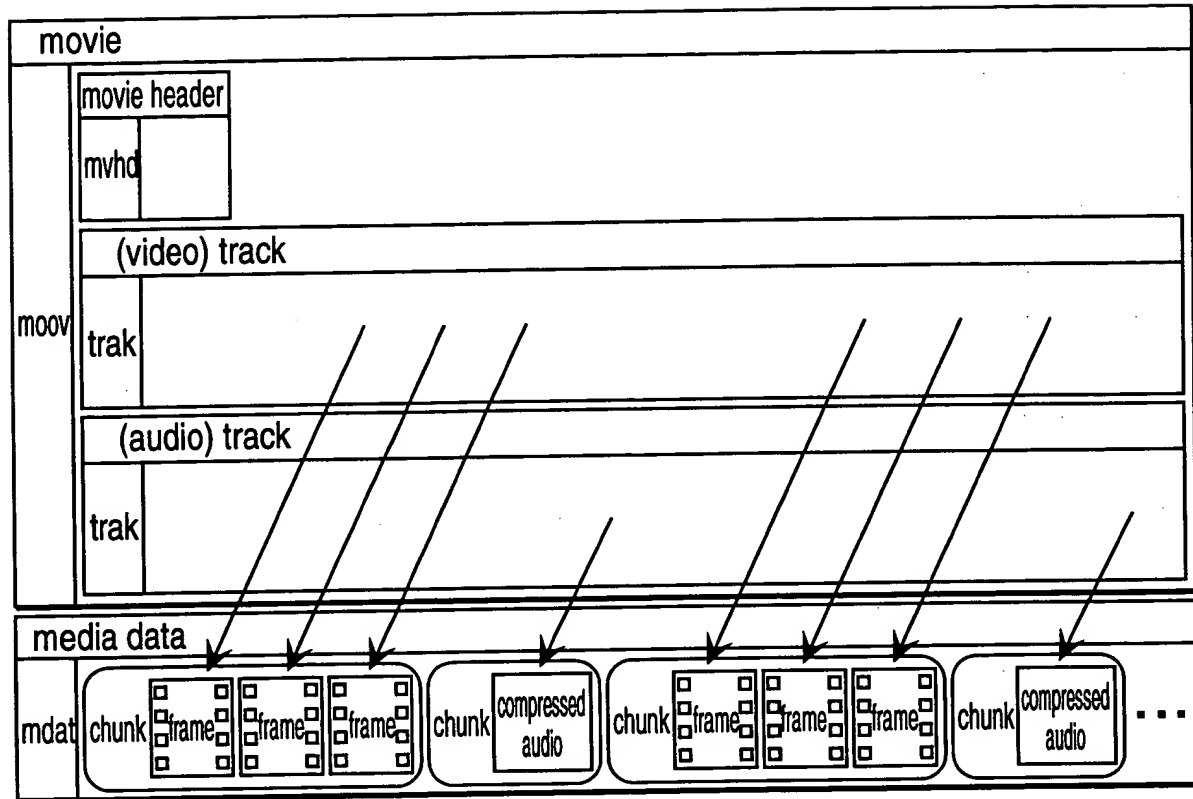 movie
movie header
mvhd
moov
(video) track
trak
(audio) track
trak
media data
mdat
chunk frame frame frame
chunk compressed audio
chunk frame frame frame
chunk compressed audio
...